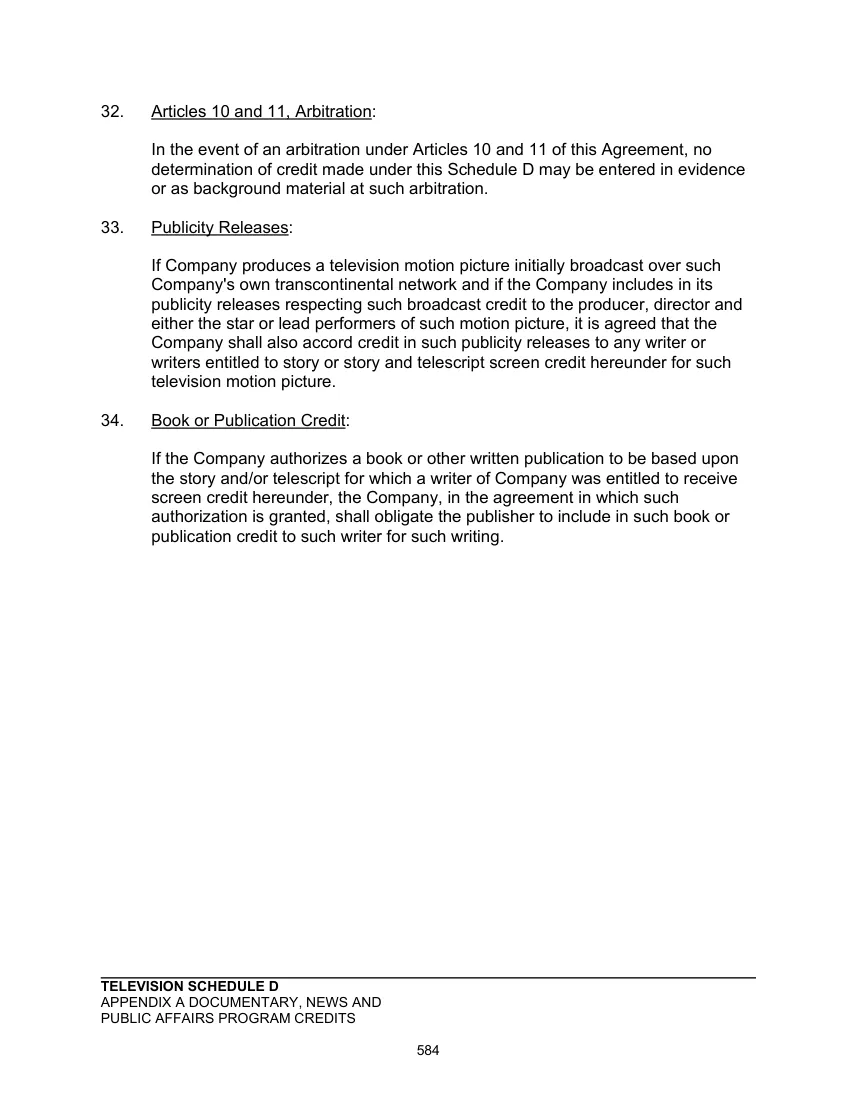 32. Articles 10 and 11, Arbitration:
In the event of an arbitration under Articles 10 and 11 of this Agreement, no
determination of credit made under this Schedule D may be entered in evidence
or as background material at such arbitration.
33. Publicity Releases:
If Company produces a television motion picture initially broadcast over such
Company's own transcontinental network and if the Company includes in its
publicity releases respecting such broadcast credit to the producer, director and
either the star or lead performers of such motion picture, it is agreed that the
Company shall also accord credit in such publicity releases to any writer or
writers entitled to story or story and telescript screen credit hereunder for such
television motion picture.
34. Book or Publication Credit:
If the Company authorizes a book or other written publication to be based upon
the story and/or telescript for which a writer of Company was entitled to receive
screen credit hereunder, the Company, in the agreement in which such
authorization is granted, shall obligate the publisher to include in such book or
publication credit to such writer for such writing.
TELEVISION SCHEDULE D
APPENDIX A DOCUMENTARY, NEWS AND
PUBLIC AFFAIRS PROGRAM CREDITS
584